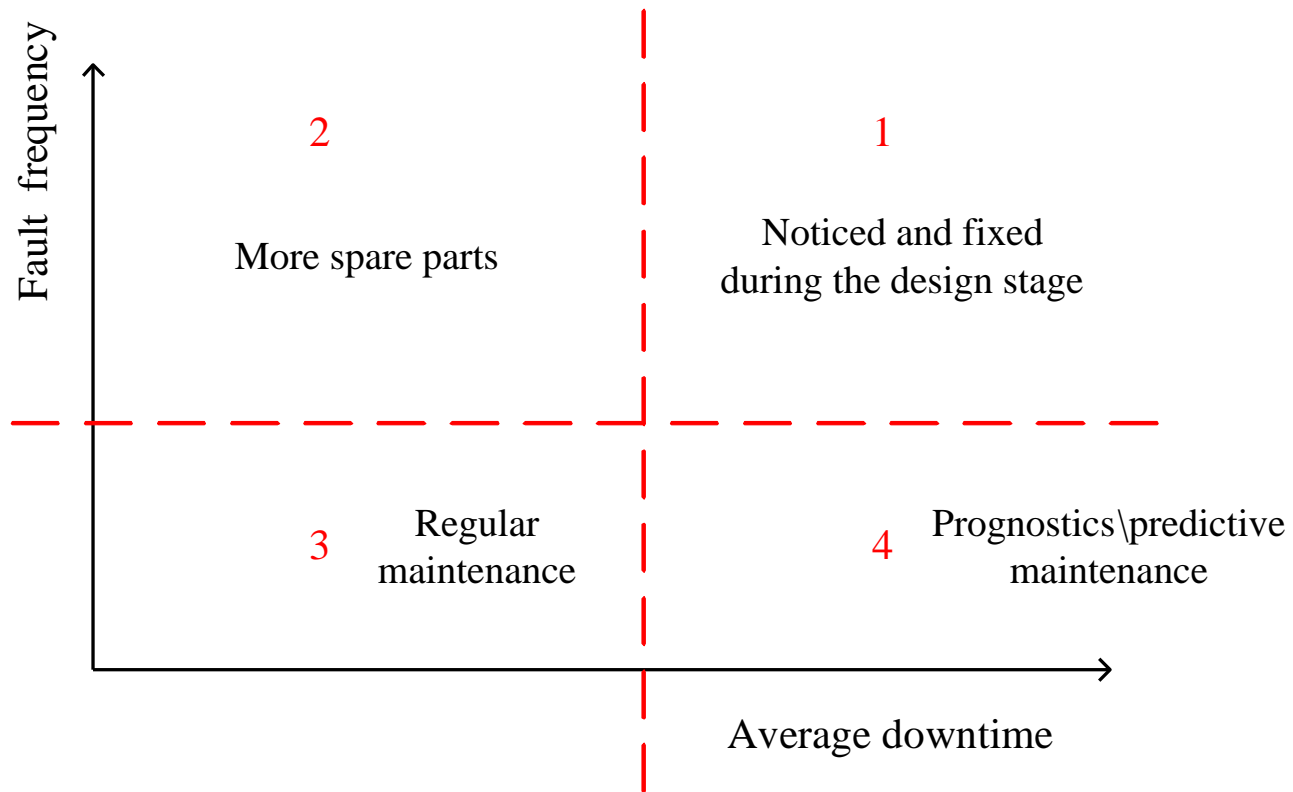 Fault frequency
2
1
More spare parts
Noticed and fixed
during the design stage
3
Regular
maintenance
4
Prognostics\predictive
maintenance
Average downtime